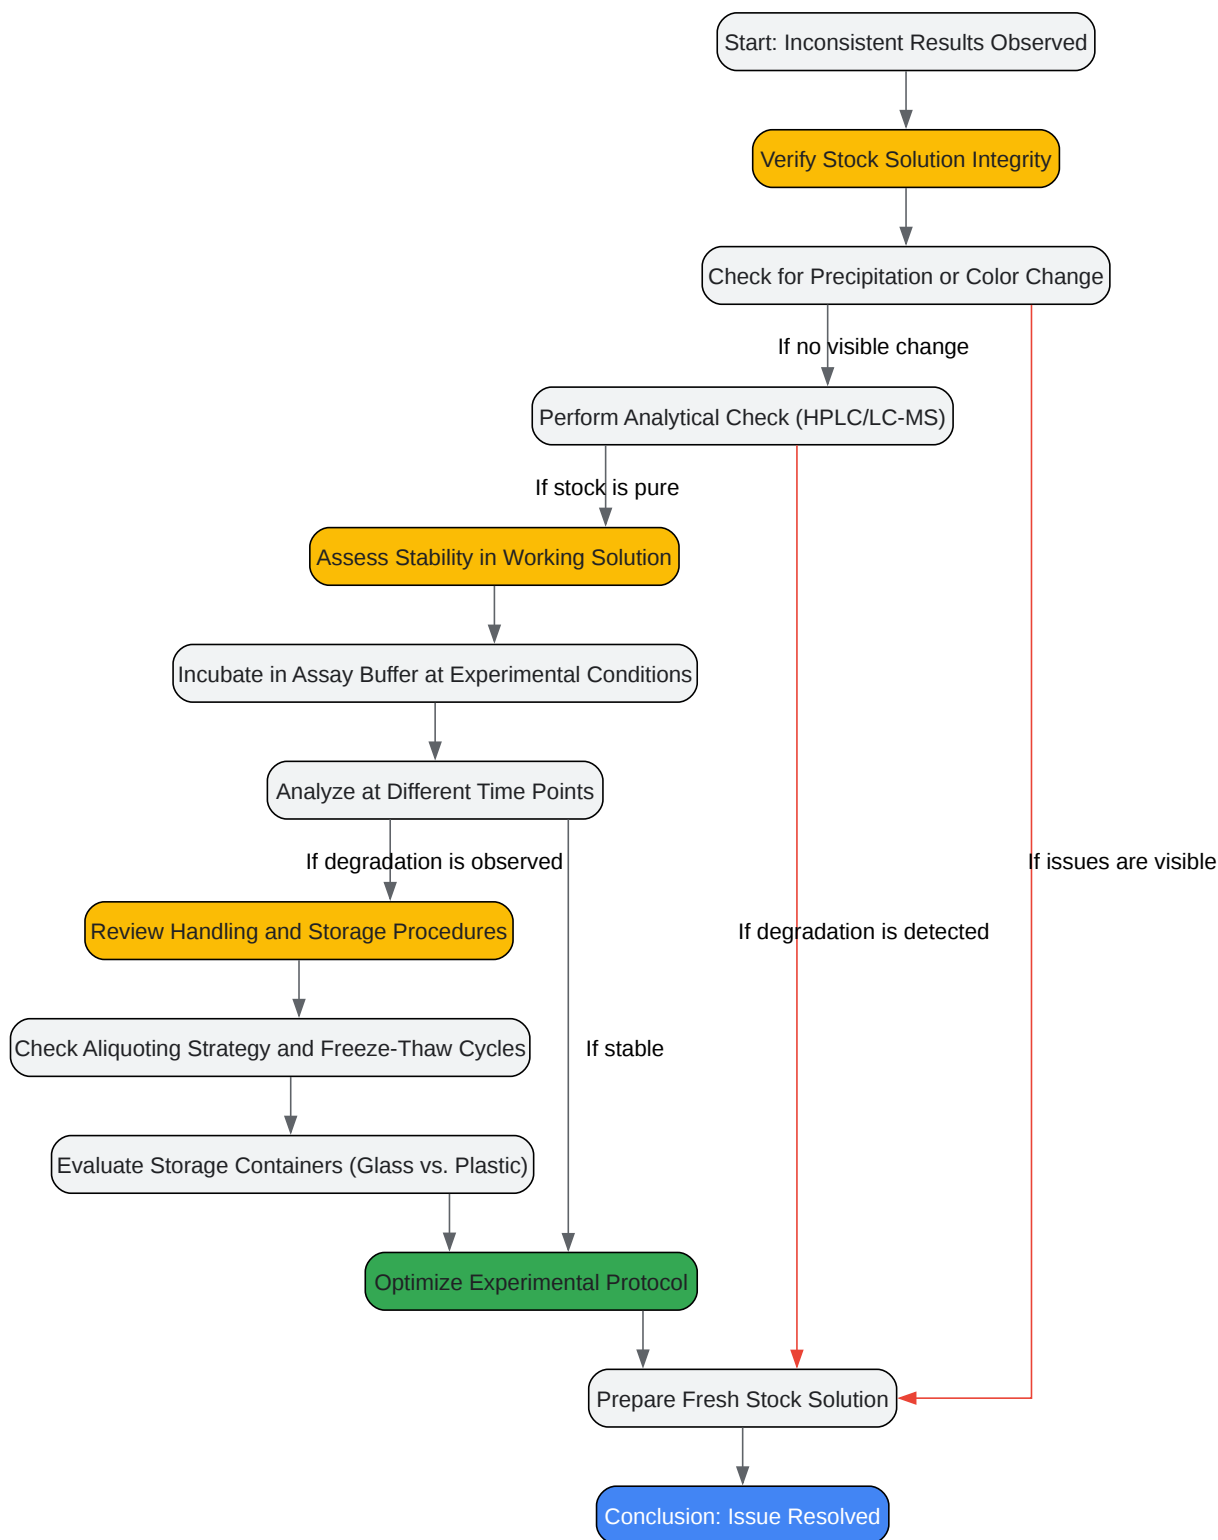 Start: Inconsistent Results Observed
Verify Stock Solution Integrity
Check for Precipitation or Color Change
If no visible change
Perform Analytical Check (HPLC/LC-MS)
If stock is pure
Assess Stability in Working Solution
Incubate in Assay Buffer at Experimental Conditions
Analyze at Different Time Points
If degradation is observed
If issues are visible
Review Handling and Storage Procedures
If degradation is detected
Check Aliquoting Strategy and Freeze-Thaw Cycles
If stable
Evaluate Storage Containers (Glass vs. Plastic)
Optimize Experimental Protocol
Prepare Fresh Stock Solution
Conclusion: Issue Resolved